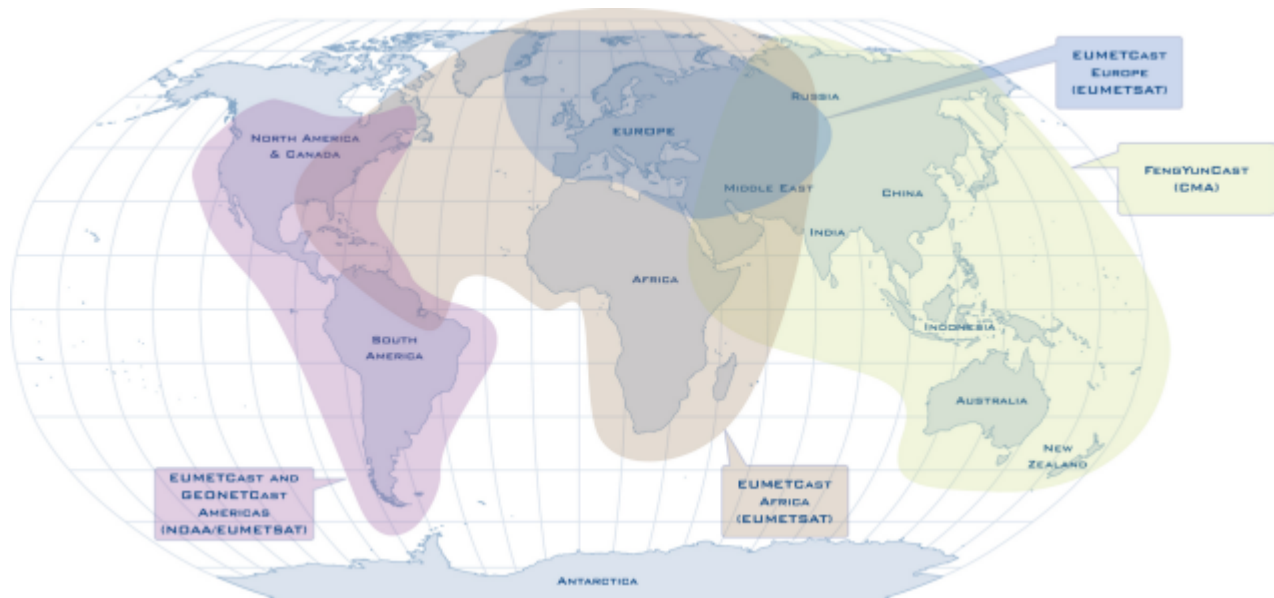 EUMETCast
Europe
(EUMETSAT)
Russia
North America
& Canada
Europe
FengYunCast
(CMA)
Middle East
China
India
Africa
Indonesia
South
America
Australia
New
Zealand
EUMETCast and
GEONETCast
Americas
(NOAA/EUMETSAT)
EUMETCast
Africa
(EUMETSAT)
Antarctica